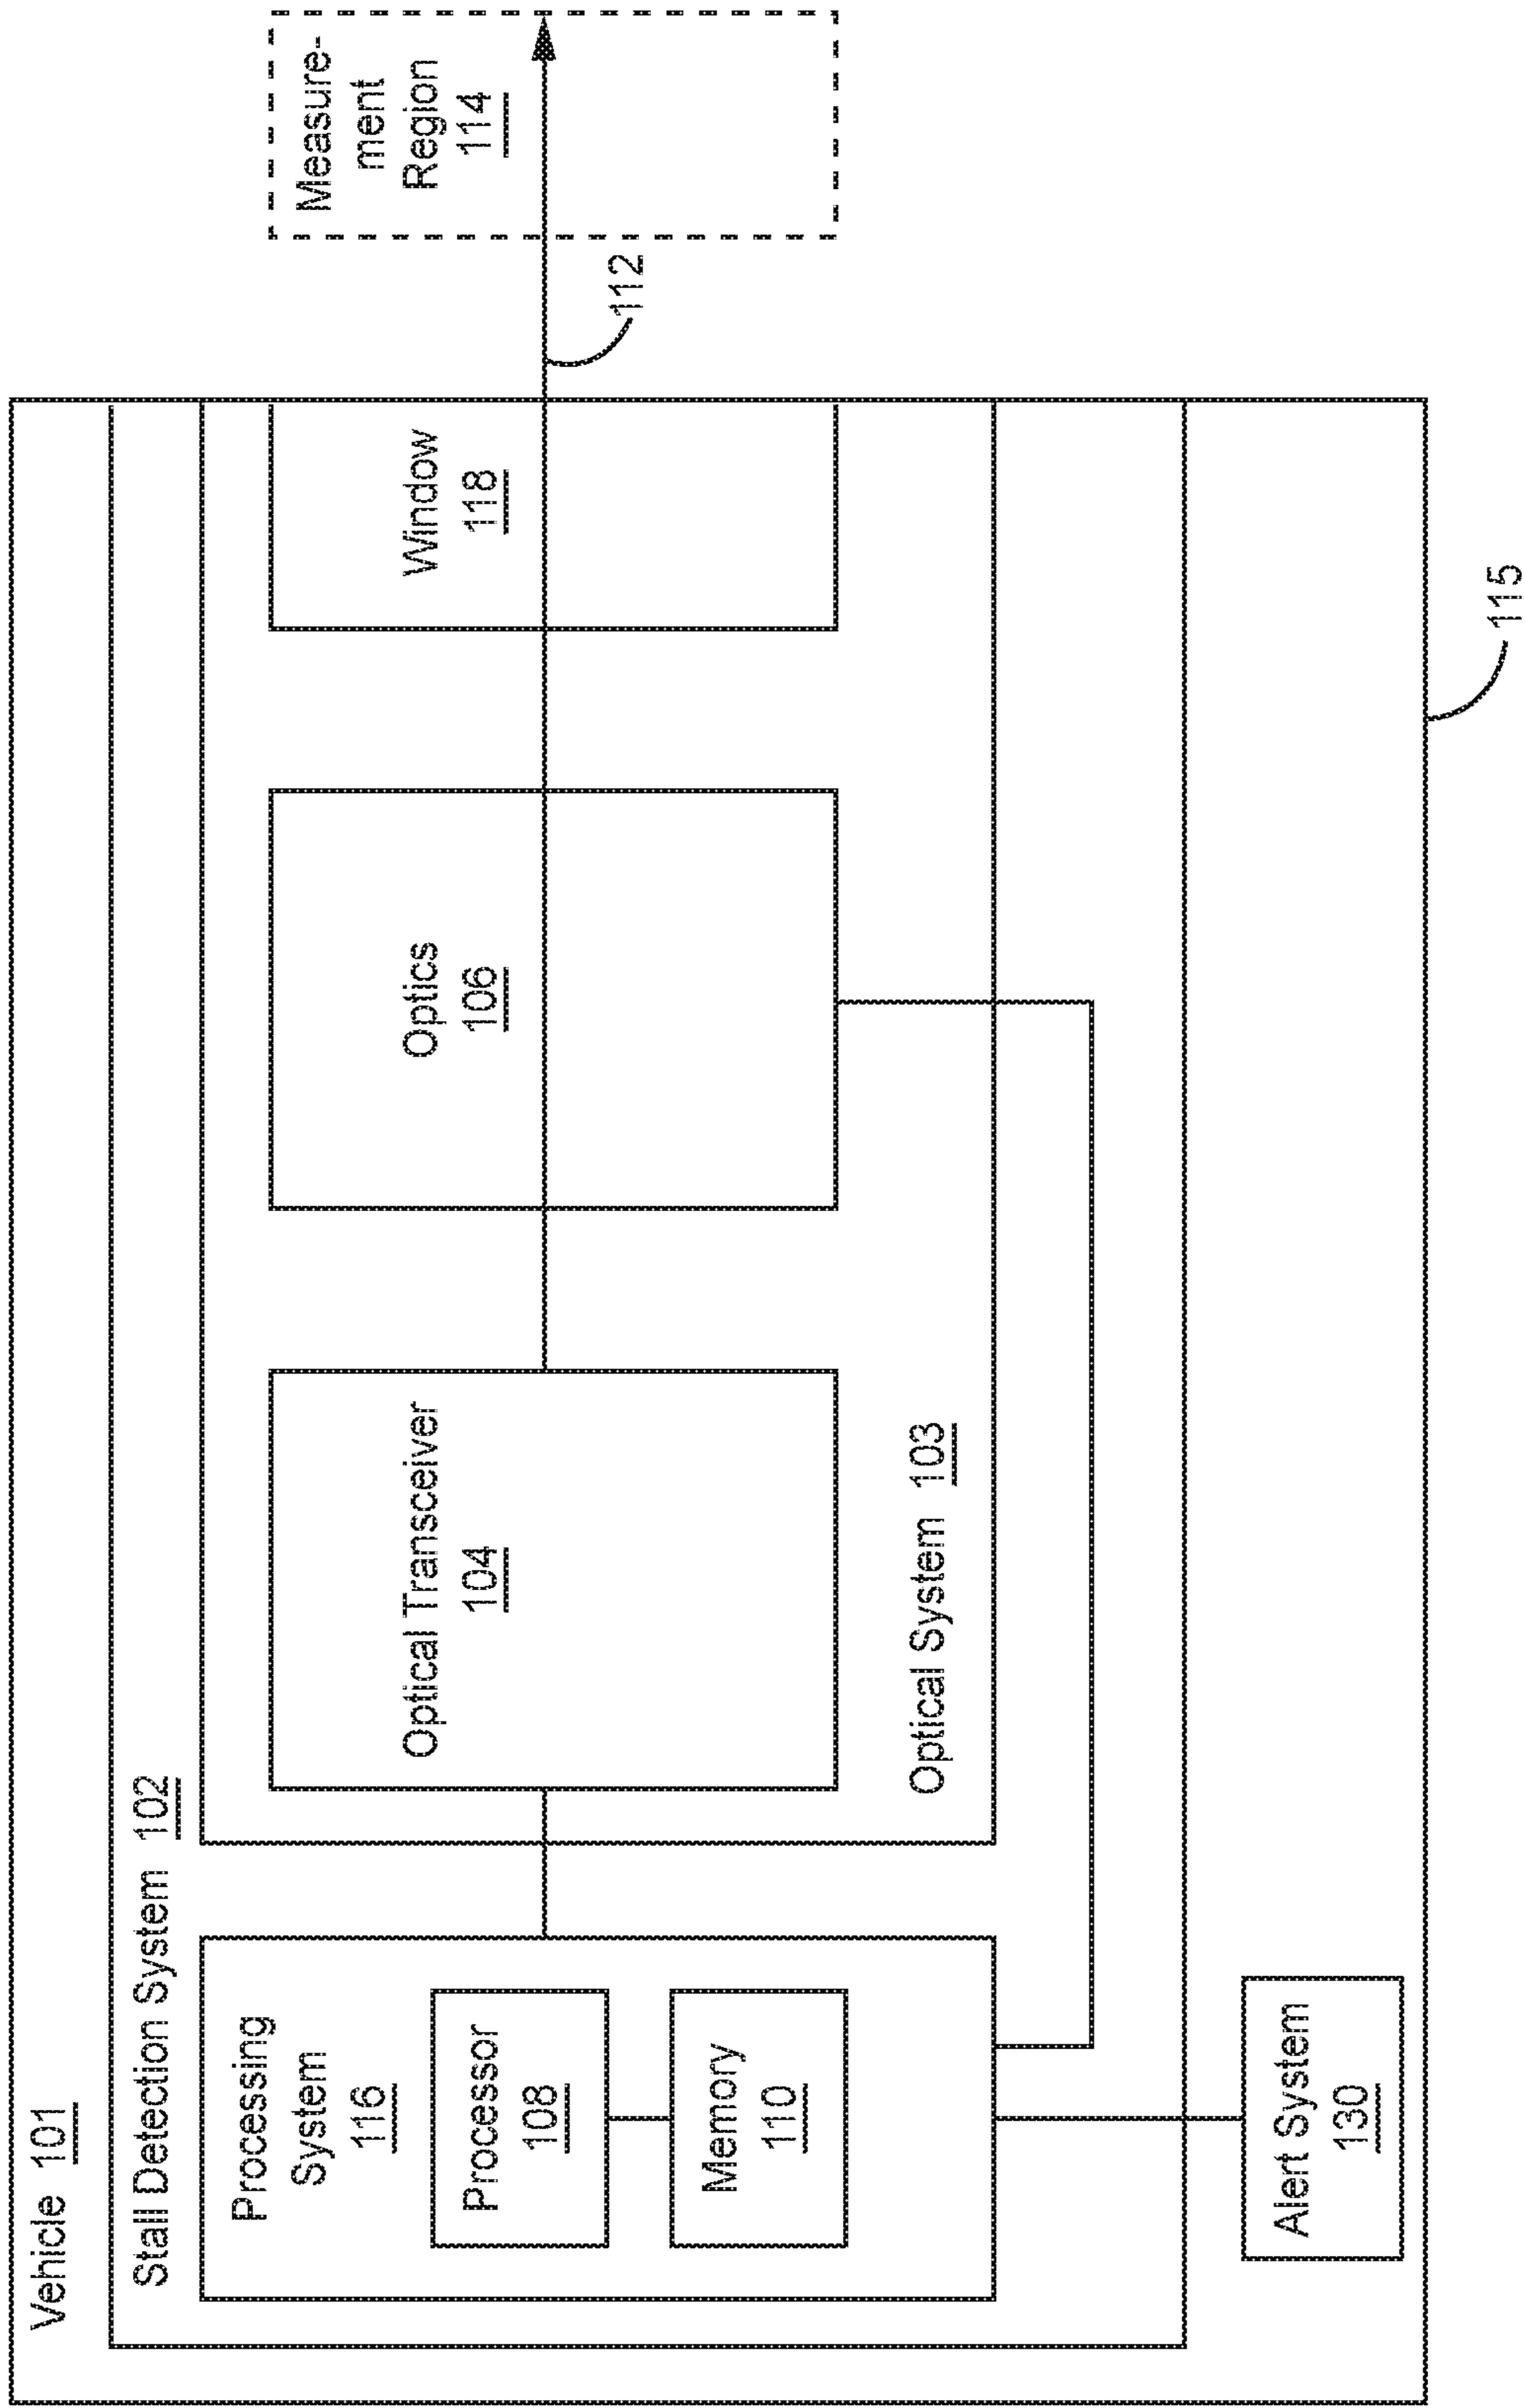 Vehicle 101
Stall Detection System 102
Processing
System
116
Processor
108
Memory
110
Optical Transceiver
104
Optical System 103
Optics
106
Window
118
Measure-
ment
Region
114
112
Alert System
130
115